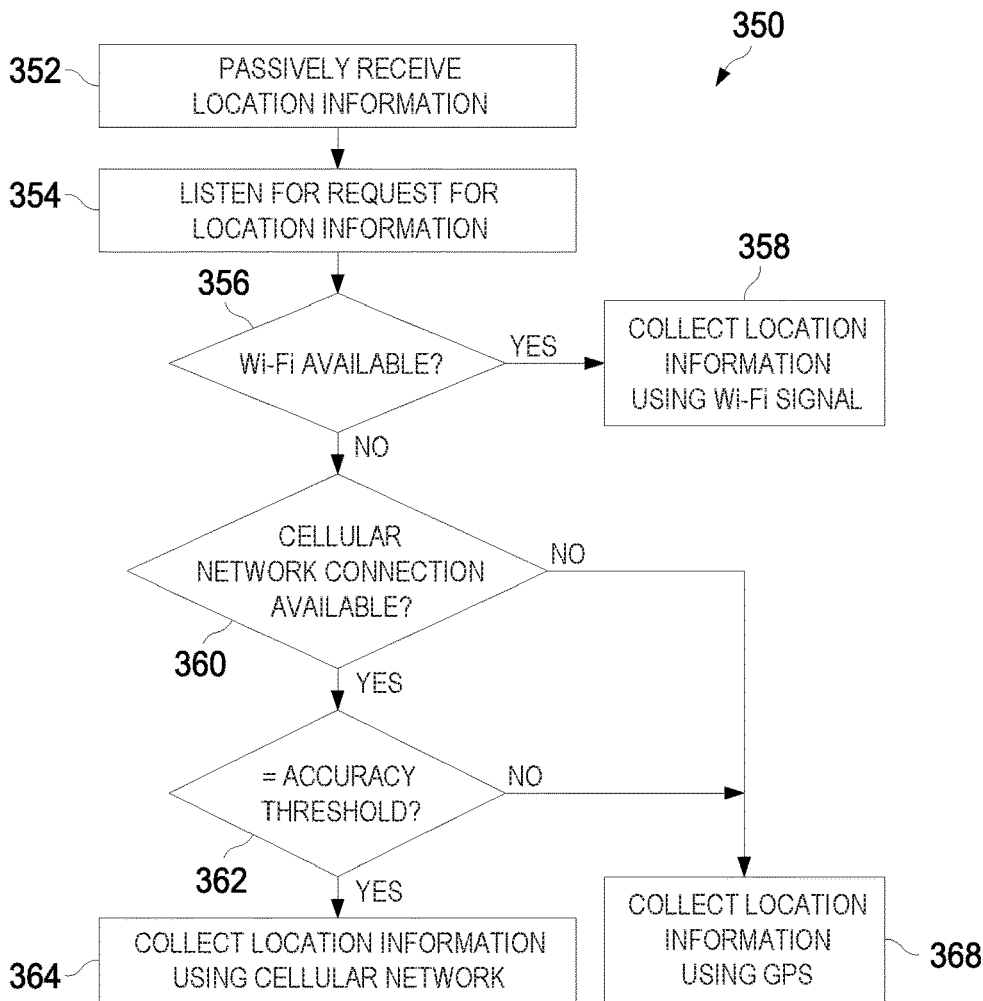 350
352
PASSIVELY RECEIVE
LOCATION INFORMATION
354
LISTEN FOR REQUEST FOR
LOCATION INFORMATION
356
Wi-Fi AVAILABLE?
YES
358
COLLECT LOCATION
INFORMATION
USING Wi-Fi SIGNAL
NO
CELLULAR
NETWORK CONNECTION
AVAILABLE?
NO
360
YES
= ACCURACY
THRESHOLD?
NO
362
YES
364
COLLECT LOCATION INFORMATION
USING CELLULAR NETWORK
COLLECT LOCATION
INFORMATION
USING GPS
368